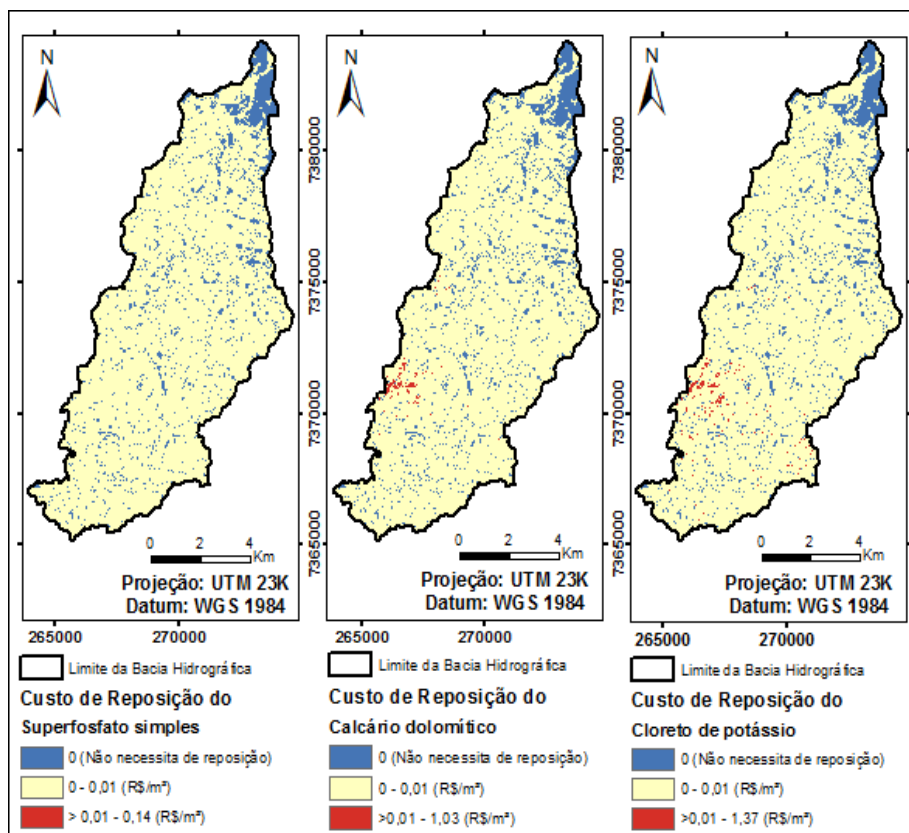 N
N
N
7380000
7375000
7370000
7365000
7380000
7375000
7370000
7365000
0 2 4
Km
Projeção: UTM 23K
Datum: WGS 1984
0 2 4
Km
Projeção: UTM 23K
Datum: WGS 1984
0 2 4
Km
Projeção: UTM 23K
Datum: WGS 1984
265000 270000
265000 270000
265000 270000
Limite da Bacia Hidrográfica
Custo de Reposição do
Superfosfato simples
0 (Não necessita de reposição)
0 - 0,01 (R$/m²)
> 0,01 - 0,14 (R$/m²)
Limite da Bacia Hidrográfica
Custo de Reposição do
Calcário dolomítico
0 (Não necessita de reposição)
0 - 0,01 (R$/m²)
>0,01 - 1,03 (R$/m²)
Limite da Bacia Hidrográfica
Custo de Reposição do
Cloreto de potássio
0 (Não necessita de reposição)
0 - 0,01 (R$/m²)
>0,01 - 1,37 (R$/m²)